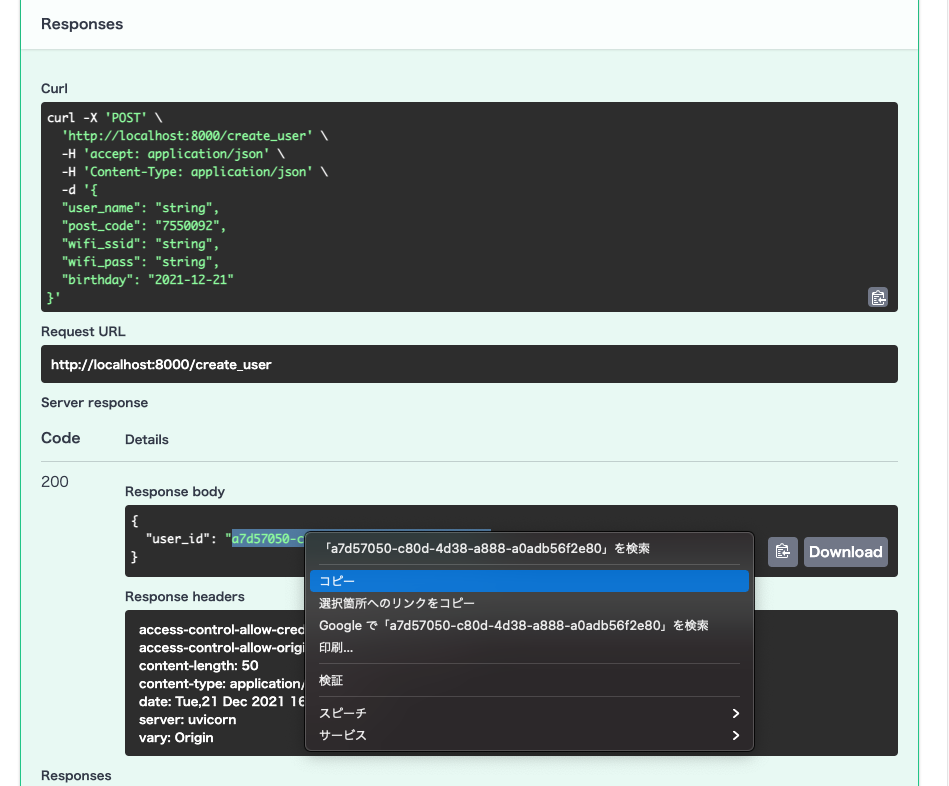 Responses
Curl
curl -X 'POST' \
'http://localhost:8000/create_user' \
-H 'accept: application/json' \
-H 'Content-Type: application/json' \
-d '{
"user_name": "string",
"post_code": "7550092",
"wifi_ssid": "string",
"wifi_pass": "string",
"birthday": "2021-12-21"
}'
Request URL
http://localhost:8000/create_user
Server response
Code Details
200
Response body
{
"user_id": "a7d57050-c
}
Download
「a7d57050-c80d-4d38-a888-a0adb56f2e80」を検索
コピー
選択箇所へのリンクをコピー
Google で「a7d57050-c80d-4d38-a888-a0adb56f2e80」を検索
印刷...
検証
スピーチ
サービス
Response headers
access-control-allow-cred
access-control-allow-origi
content-length: 50
content-type: application/
date: Tue,21 Dec 2021 16
server: uvicorn
vary: Origin
Responses